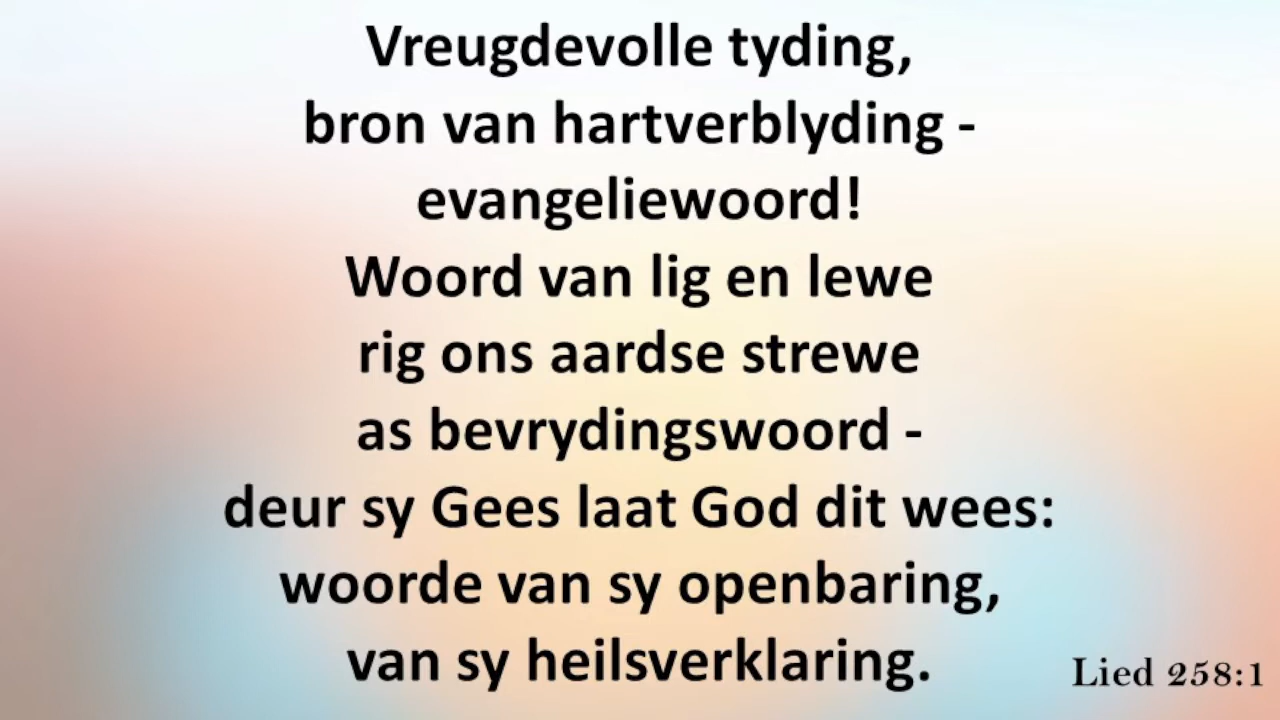 Vreugdevolle tyding,
bron van hartverblyding -
evangeliewoord!
Woord van lig en lewe
rig ons aardse strewe
as bevrydingswoord -
deur sy Gees laat God dit wees:
woorde van sy openbaring,
van sy heilsverklaring.
Lied 258:1